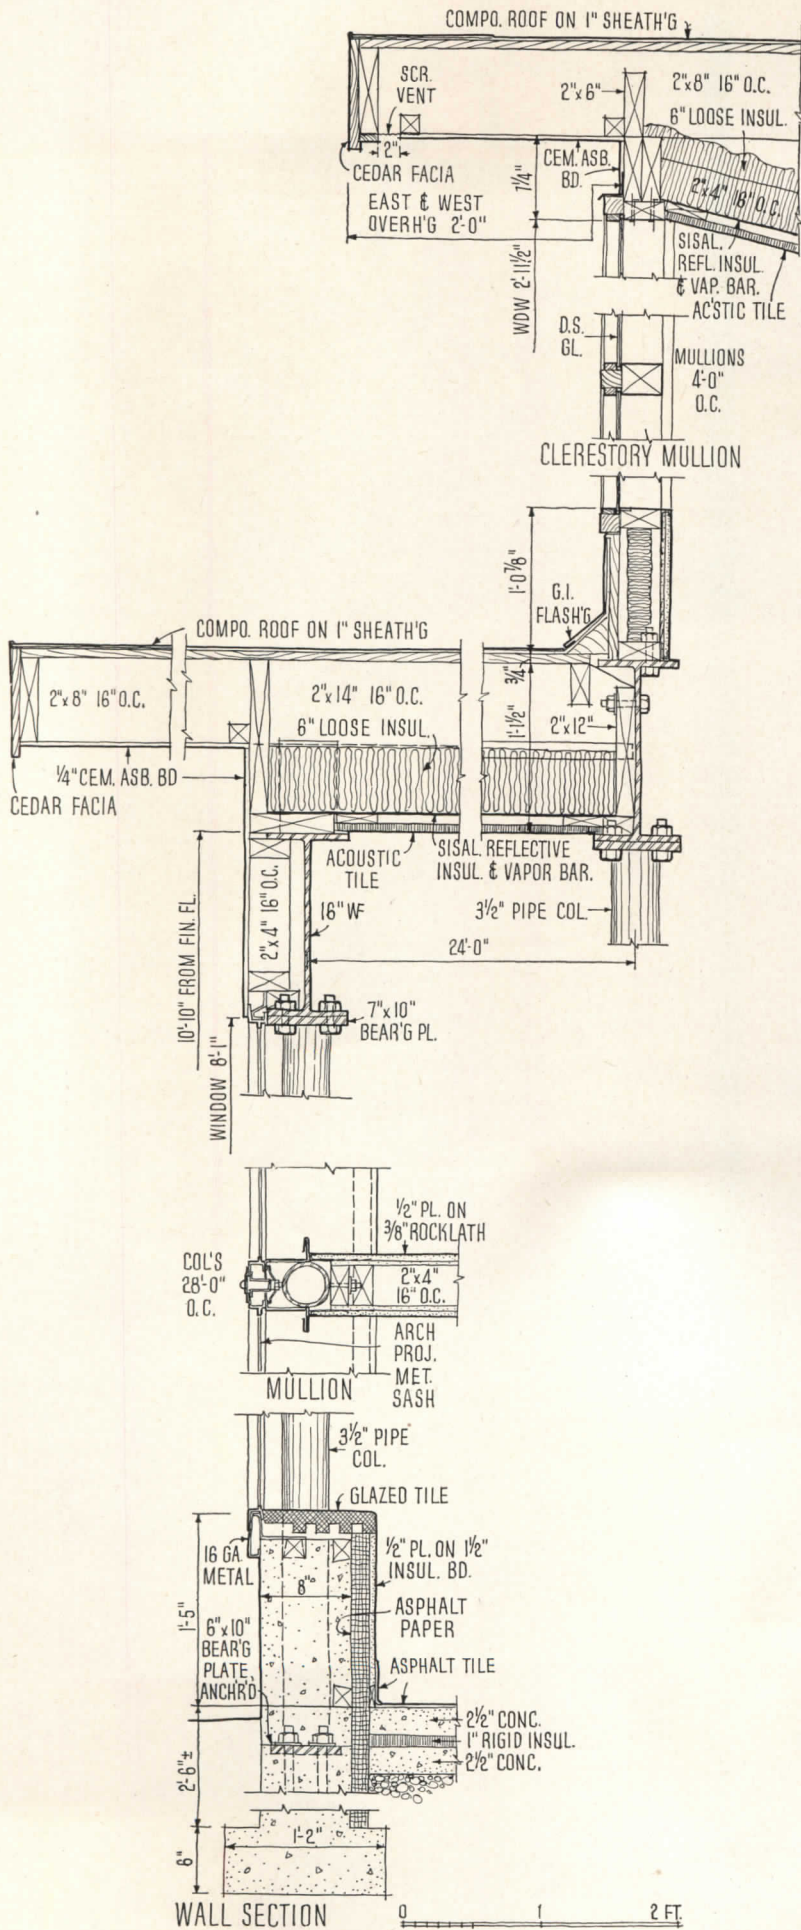 COMPO. ROOF ON 1" SHEATH'G
SCR.
VENT
2"x6"
2"x8" 16" O.C.
6" LOOSE INSUL.
2"
CEDAR FACIA
CEM. ASB.
BD.
7¼"
2"x4" 16" O.C.
EAST & WEST
OVERH'G 2'-0"
WDW 2'-11½"
SISAL.
REFL. INSUL.
& VAP. BAR.
AC'STIC TILE
D.S.
GL.
MULLIONS
4'-0"
O.C.
CLERESTORY MULLION
1'-0⅞"
G.I.
FLASH'G
COMPO. ROOF ON 1" SHEATH'G
¾"
2"x8" 16" O.C.
2"x14" 16" O.C.
6" LOOSE INSUL.
1'-1½"
2"x12"
¼" CEM. ASB. BD
CEDAR FACIA
ACOUSTIC
TILE
SISAL. REFLECTIVE
INSUL. & VAPOR BAR.
2"x4" 16" O.C.
16" WF
3½" PIPE COL.
24'-0"
10'-10" FROM FIN. FL.
7"x10"
BEAR'G PL.
WINDOW 8'-1"
½" PL. ON
⅜" ROCKLATH
COL'S
28'-0"
O.C.
2"x4"
16" O.C.
ARCH
PROJ.
MET.
SASH
MULLION
3½" PIPE
COL.
GLAZED TILE
16 GA.
METAL
½" PL. ON 1½"
INSUL. BD.
8"
1'-5"
6"x10"
BEAR'G
PLATE,
ANCHR'D
ASPHALT
PAPER
ASPHALT TILE
2½" CONC.
1" RIGID INSUL.
2½" CONC.
2'-6"±
1'-2"
6"
WALL SECTION
0 1 2 FT.